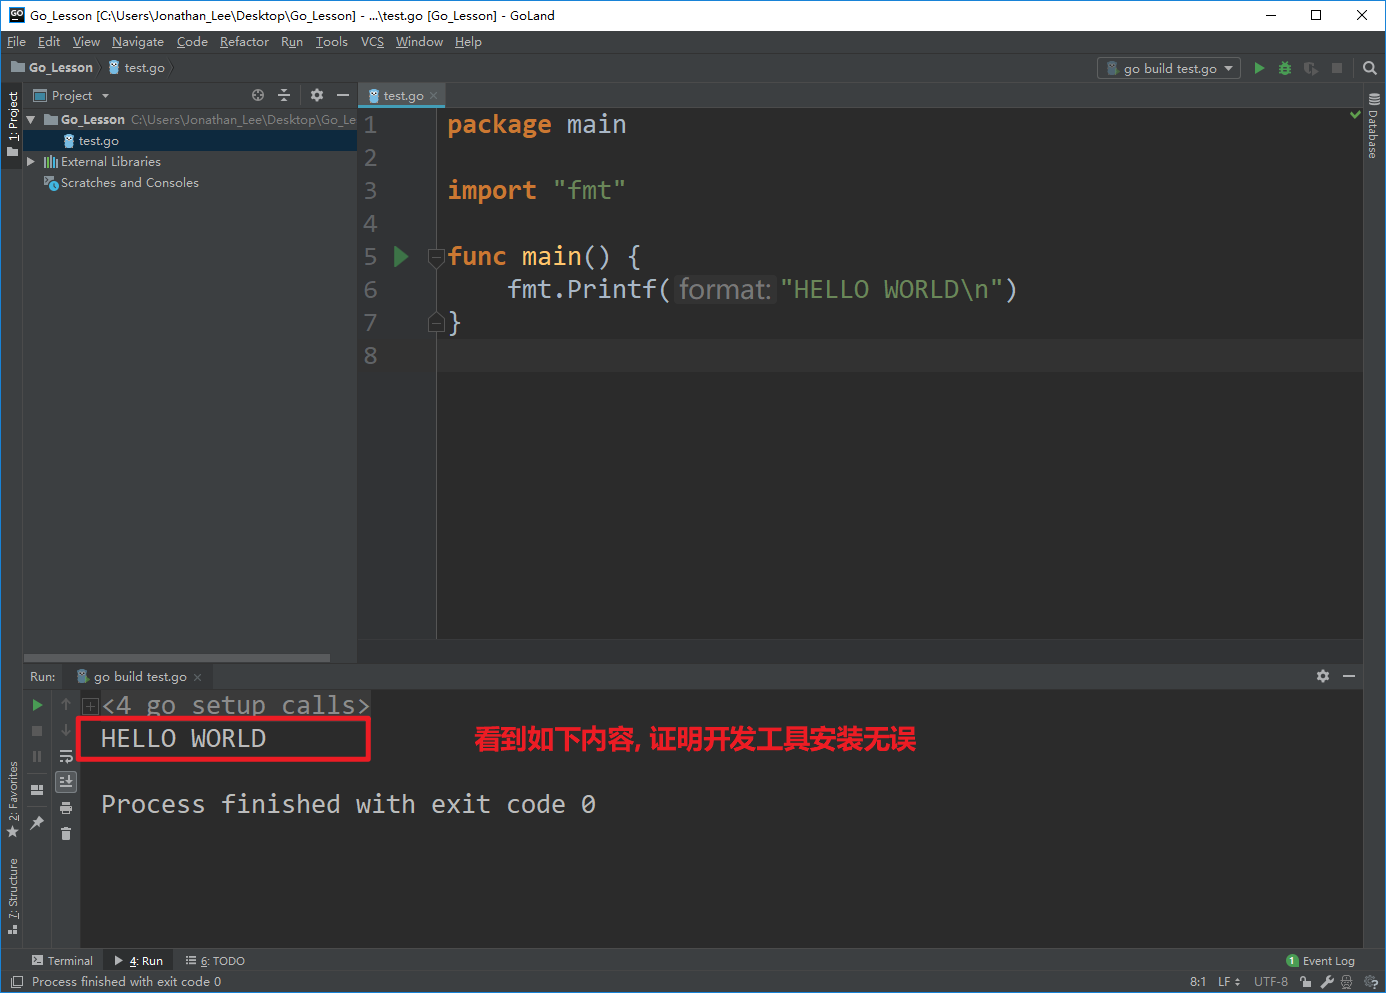 Go_Lesson [C:\Users\Jonathan_Lee\Desktop\Go_Lesson] - ...\test.go [Go_Lesson] - GoLand
File Edit View Navigate Code Refactor Run Tools VCS Window Help
Go_Lesson test.go go build test.go
1: Project
Project
Go_Lesson C:\Users\Jonathan_Lee\Desktop\Go_Le
test.go
External Libraries
Scratches and Consoles
test.go
1 package main
2
3 import "fmt"
4
5 func main() {
6 fmt.Printf( format: "HELLO WORLD\n")
7 }
8
Database
Run: go build test.go
<4 go setup calls>
HELLO WORLD
看到如下内容, 证明开发工具安装无误
Process finished with exit code 0
2: Favorites
7: Structure
Terminal 4: Run 6: TODO 1 Event Log
Process finished with exit code 0 8:1 LF UTF-8